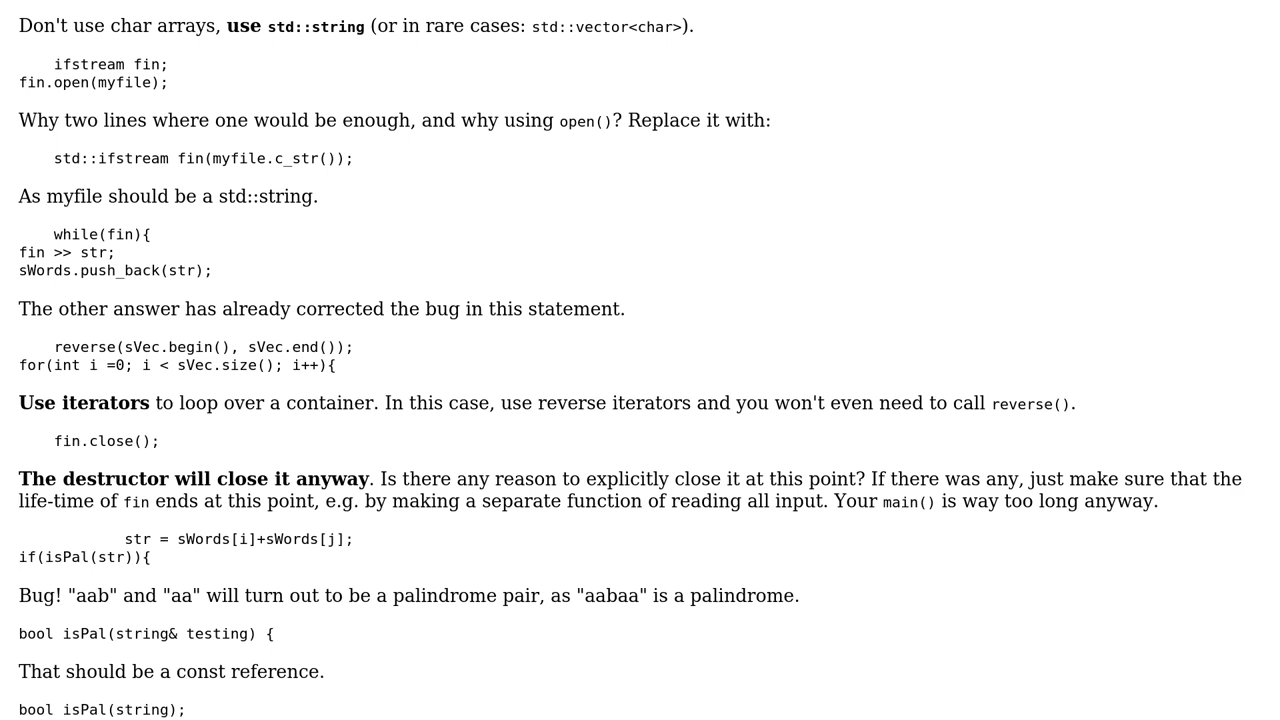 Don't use char arrays, use std::string (or in rare cases: std::vector<char>).
    ifstream fin;
fin.open(myfile);
Why two lines where one would be enough, and why using open()? Replace it with:
    std::ifstream fin(myfile.c_str());
As myfile should be a std::string.
    while(fin){
fin >> str;
sWords.push_back(str);
The other answer has already corrected the bug in this statement.
    reverse(sVec.begin(), sVec.end());
for(int i =0; i < sVec.size(); i++){
Use iterators to loop over a container. In this case, use reverse iterators and you won't even need to call reverse().
    fin.close();
The destructor will close it anyway. Is there any reason to explicitly close it at this point? If there was any, just make sure that the
life-time of fin ends at this point, e.g. by making a separate function of reading all input. Your main() is way too long anyway.
            str = sWords[i]+sWords[j];
if(isPal(str)){
Bug! "aab" and "aa" will turn out to be a palindrome pair, as "aabaa" is a palindrome.
bool isPal(string& testing) {
That should be a const reference.
bool isPal(string);